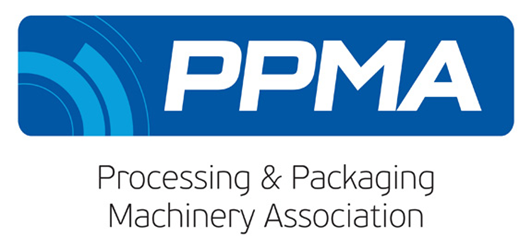 PPMA
Processing & Packaging
Machinery Association